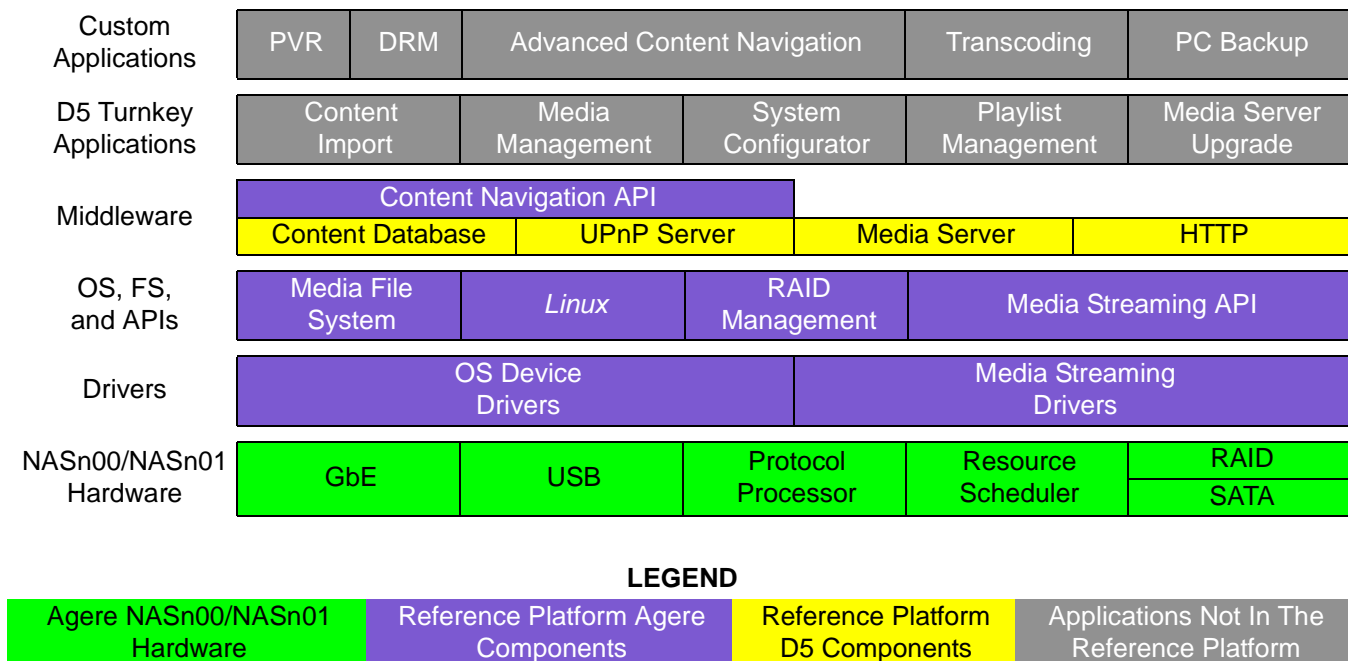 Custom
Applications
PVR
DRM
Advanced Content Navigation
Transcoding
PC Backup
D5 Turnkey
Applications
Content
Import
Media
Management
System
Configurator
Playlist
Management
Media Server
Upgrade
Middleware
Content Navigation API
Content Database
UPnP Server
Media Server
HTTP
OS, FS,
and APIs
Media File
System
Linux
RAID
Management
Media Streaming API
Drivers
OS Device
Drivers
Media Streaming
Drivers
NASn00/NASn01
Hardware
GbE
USB
Protocol
Processor
Resource
Scheduler
RAID
SATA
LEGEND
Agere NASn00/NASn01
Hardware
Reference Platform Agere
Components
Reference Platform
D5 Components
Applications Not In The
Reference Platform